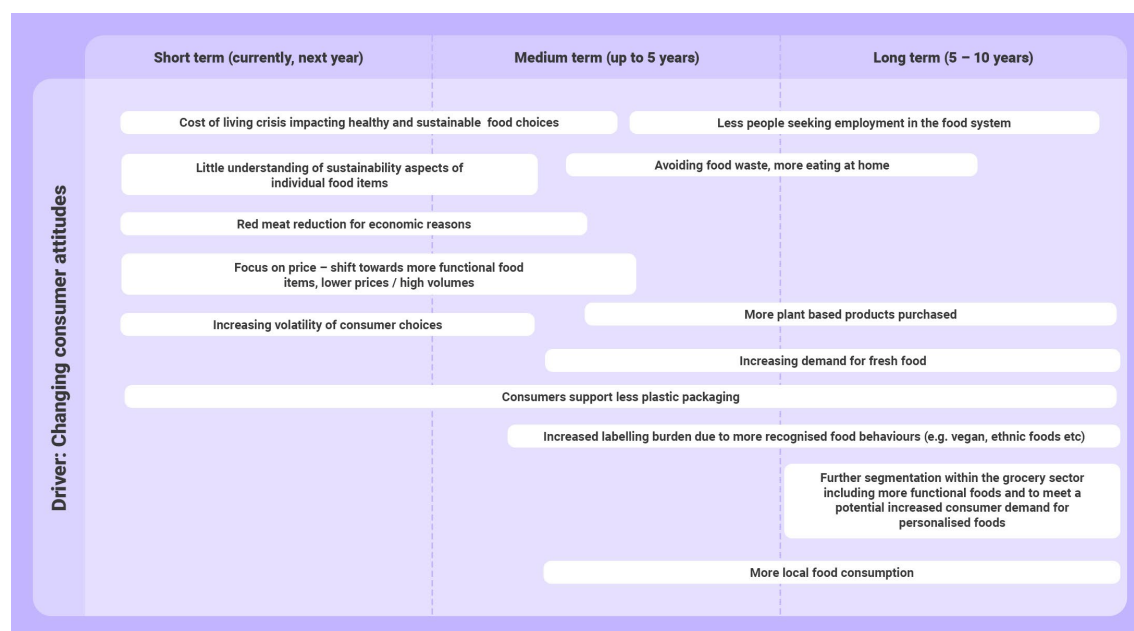 Short term (currently, next year)
Medium term (up to 5 years)
Long term (5 – 10 years)
Driver: Changing consumer attitudes
Cost of living crisis impacting healthy and sustainable food choices
Less people seeking employment in the food system
Little understanding of sustainability aspects of
individual food items
Avoiding food waste, more eating at home
Red meat reduction for economic reasons
Focus on price – shift towards more functional food
items, lower prices / high volumes
More plant based products purchased
Increasing volatility of consumer choices
Increasing demand for fresh food
Consumers support less plastic packaging
Increased labelling burden due to more recognised food behaviours (e.g. vegan, ethnic foods etc)
Further segmentation within the grocery sector
including more functional foods and to meet a
potential increased consumer demand for
personalised foods
More local food consumption